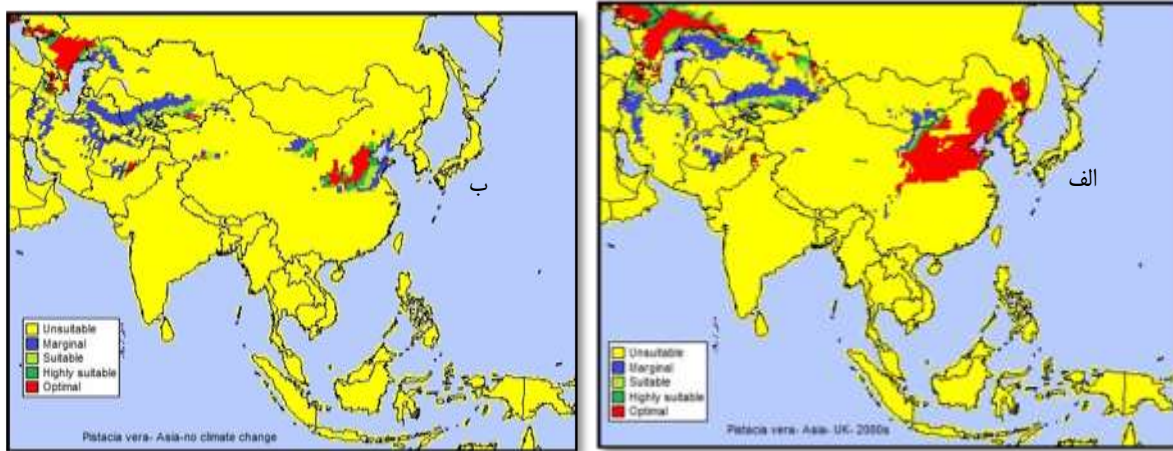 ب
Unsuitable
Marginal
Suitable
Highly suitable
Optimal
Pistacia vera- Asia-no climate change
الف
Unsuitable
Marginal
Suitable
Highly suitable
Optimal
Pistacia vera- Asia- UK- 2080s